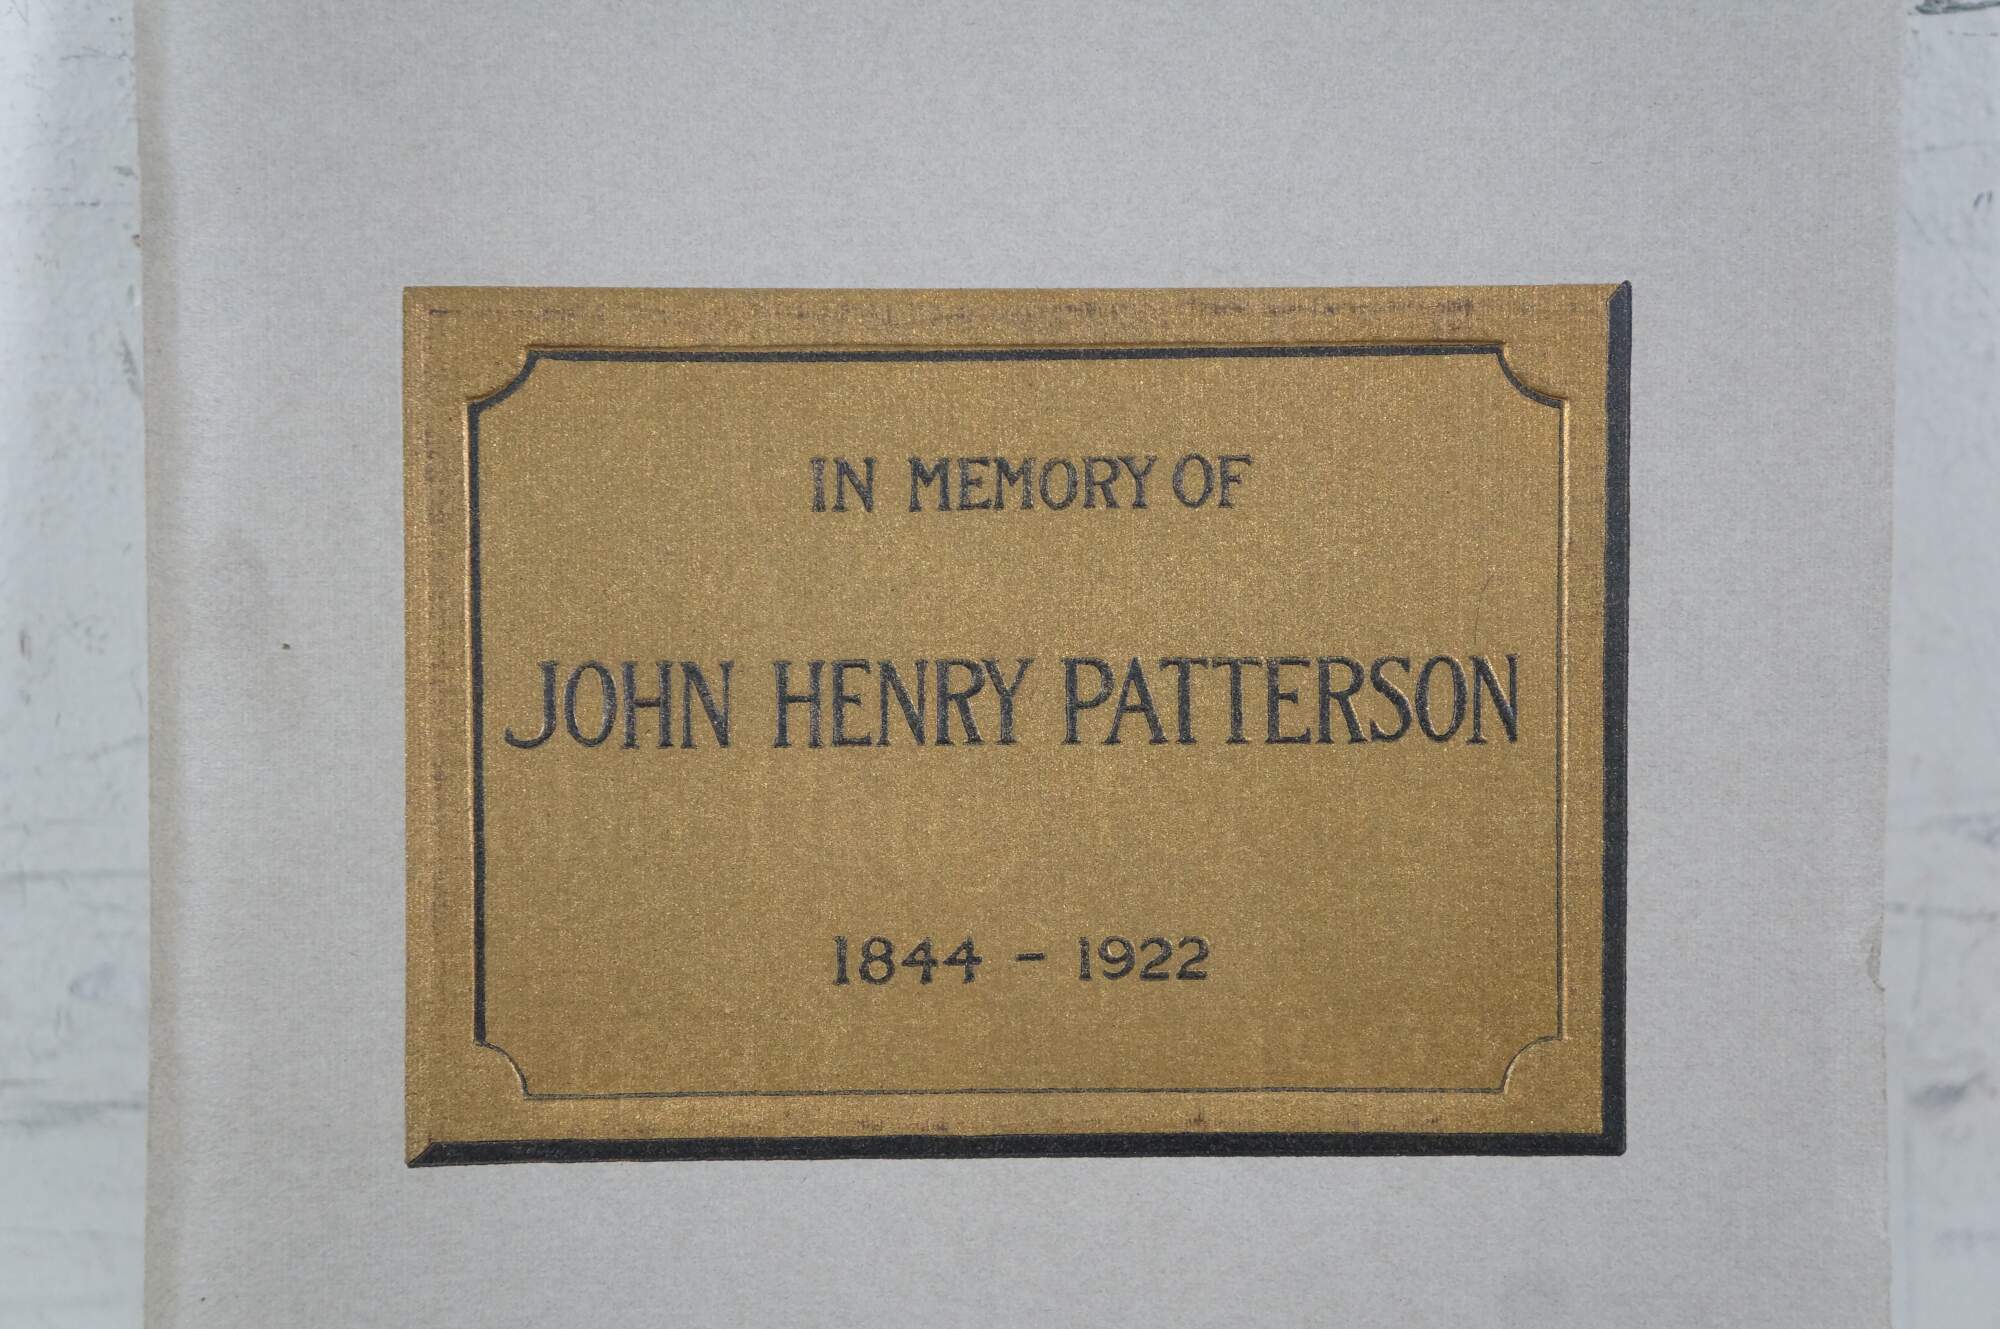 IN MEMORY OF
JOHN HENRY PATTERSON
1844 - 1922